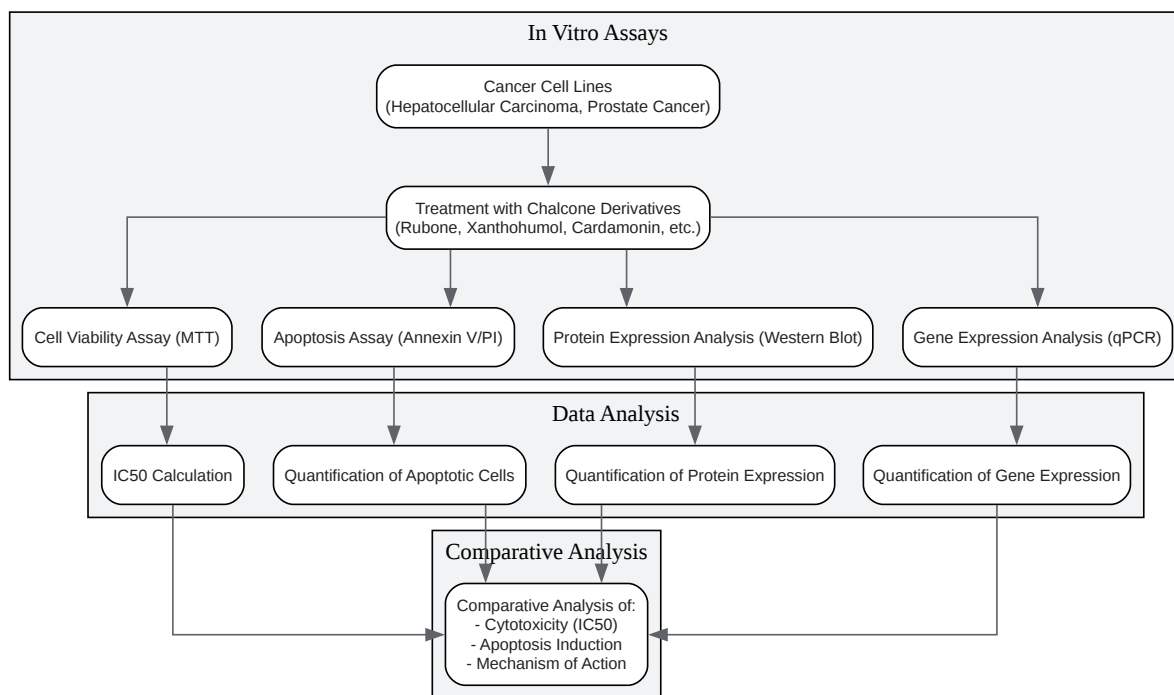 In Vitro Assays
Cancer Cell Lines
(Hepatocellular Carcinoma, Prostate Cancer)
Treatment with Chalcone Derivatives
(Rubone, Xanthohumol, Cardamonin, etc.)
Cell Viability Assay (MTT)
Apoptosis Assay (Annexin V/PI)
Protein Expression Analysis (Western Blot)
Gene Expression Analysis (qPCR)
Data Analysis
IC50 Calculation
Quantification of Apoptotic Cells
Quantification of Protein Expression
Quantification of Gene Expression
Comparative Analysis
Comparative Analysis of:
- Cytotoxicity (IC50)
- Apoptosis Induction
- Mechanism of Action